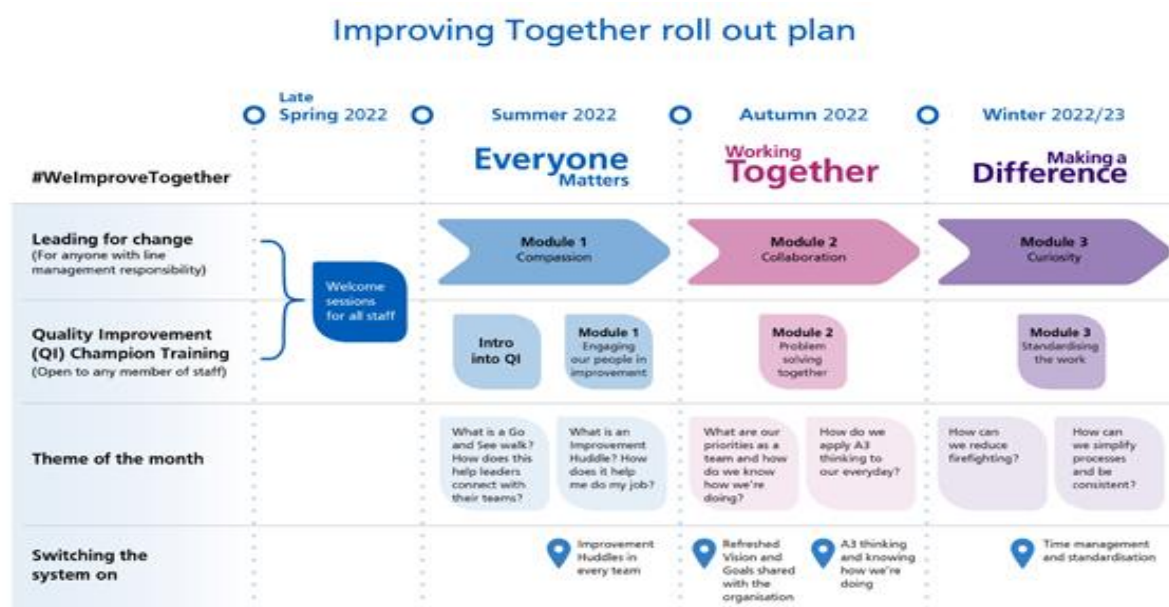 Improving Together roll out plan
Late
Spring 2022
Summer 2022
Autumn 2022
Winter 2022/23
#WeImproveTogether
Everyone
Matters
Working
Together
Making a
Difference
Leading for change
(For anyone with line
management responsibility)
Welcome
sessions
for all staff
Module 1
Compassion
Module 2
Collaboration
Module 3
Curiosity
Quality Improvement
(QI) Champion Training
(Open to any member of staff)
Intro
into QI
Module 1
Engaging
our people in
improvement
Module 2
Problem
solving
together
Module 3
Standardising
the work
Theme of the month
What is a Go
and See walk?
How does this
help leaders
connect with
their teams?
What is an
Improvement
Huddle? How
does it help
me do my job?
What are our
priorities as a
team and how
do we know
how we're
doing?
How do we
apply A3
thinking to
our everyday?
How can
we reduce
firefighting?
How can
we simplify
processes
and be
consistent?
Switching the
system on
Improvement
Huddles in
every team
Refreshed
Vision and
Goals shared
with the
organisation
A3 thinking
and knowing
how we're
doing
Time management
and standardisation